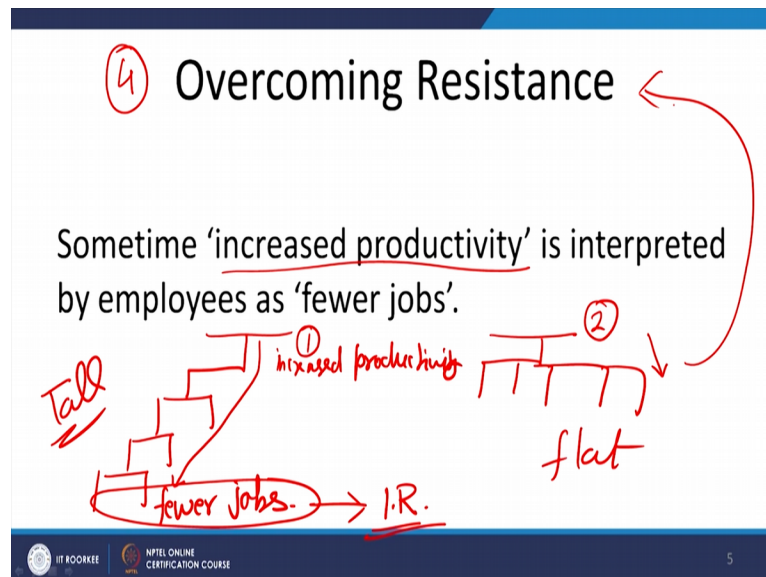 4 Overcoming Resistance
Sometime ‘increased productivity’ is interpreted
by employees as ‘fewer jobs’.
1
increased productivity
2
Tall
flat
fewer jobs. → I.R.
IIT ROORKEE
NPTEL ONLINE
CERTIFICATION COURSE
5